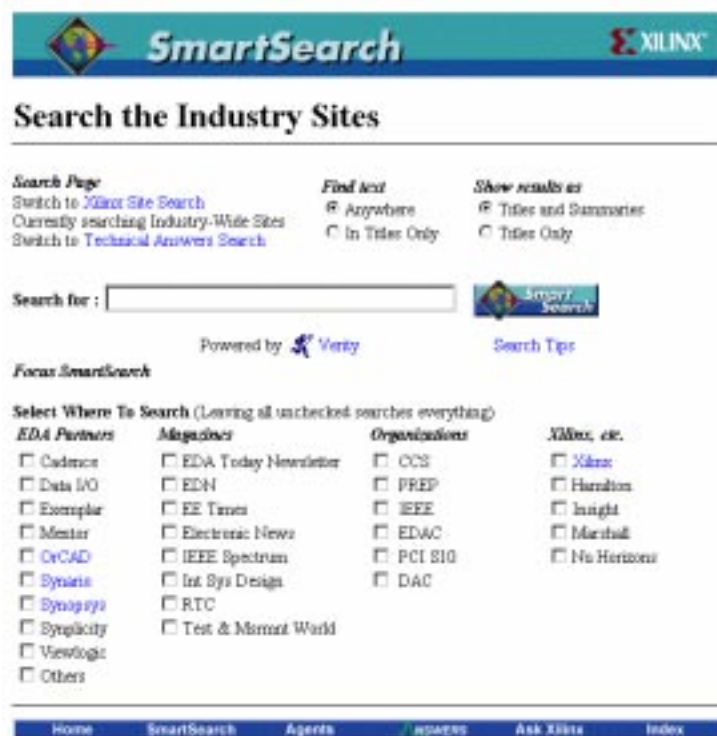 SmartSearch
XILINX
Search the Industry Sites
Search Page
Switch to Xilinx Site Search
Currently searching Industry-Wide Sites
Switch to Technical Answers Search
Find text
Anywhere
In Titles Only
Show results as
Titles and Summaries
Titles Only
Search for :
Smart Search
Powered by Verity
Search Tips
Focus SmartSearch
Select Where To Search (Leaving all unchecked searches everything)
EDA Partners
Cadence
Data I/O
Exemplar
Mentor
OrCAD
Synario
Synopsys
Synplicity
Viewlogic
Others
Magazines
EDA Today Newsletter
EDN
EE Times
Electronic News
IEEE Spectrum
Int Sys Design
RTC
Test & Msrmnt World
Organizations
CCS
PREP
IEEE
EDAC
PCI SIG
DAC
Xilinx, etc.
Xilinx
Hamilton
Insight
Marshall
Nu Horizons
Home SmartSearch Agents Answers Ask Xilinx Index